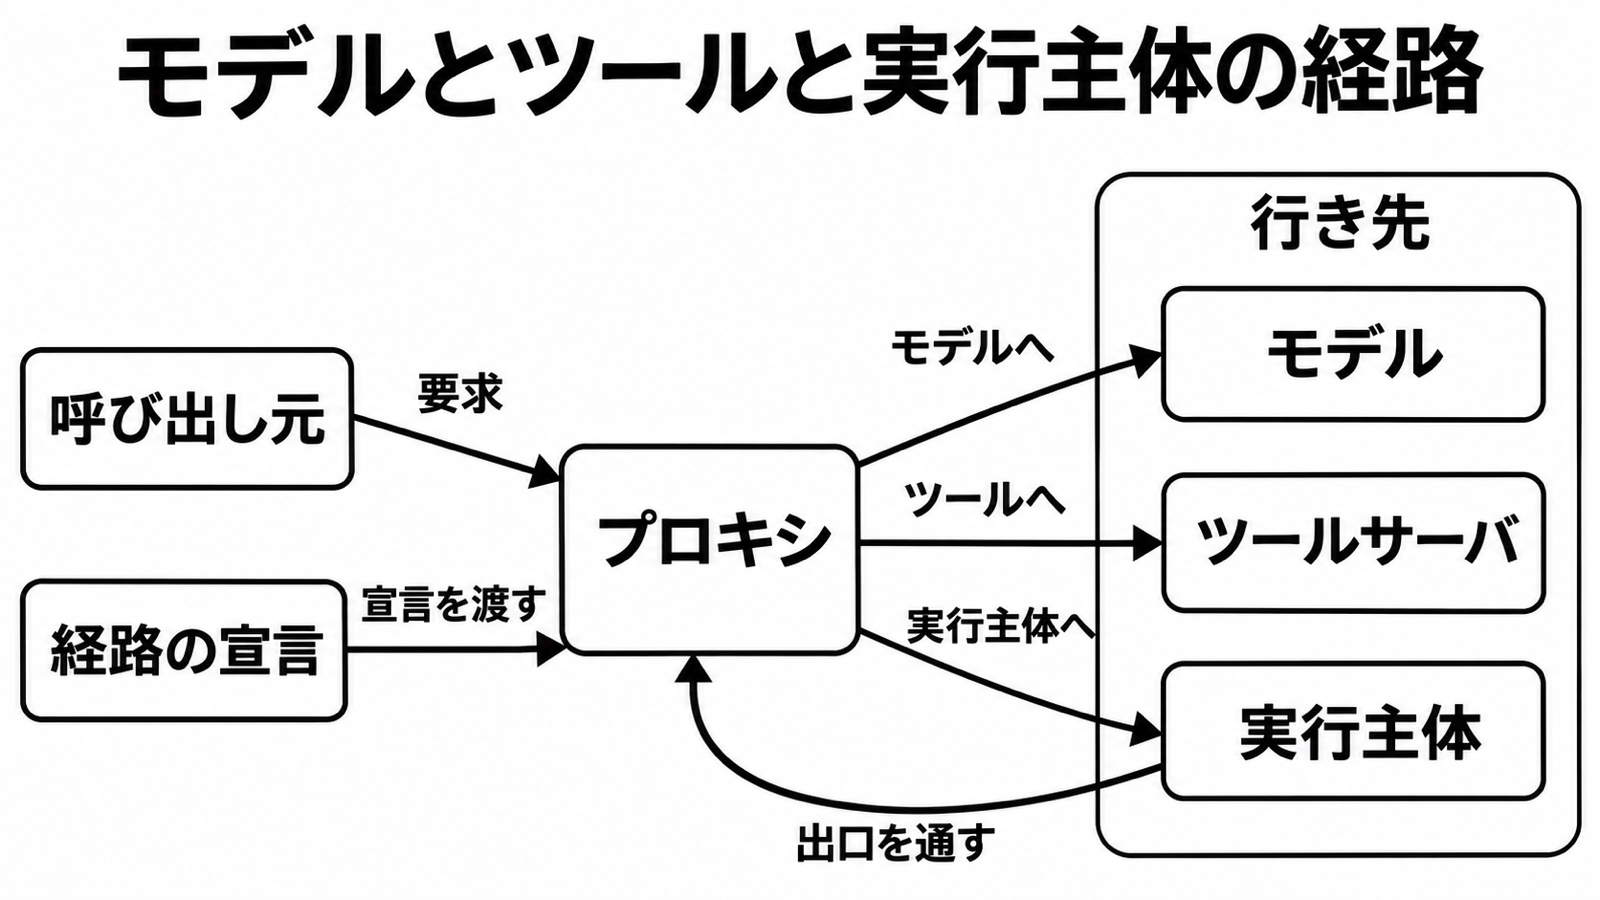 モデルとツールと実行主体の経路
行き先
モデルへ
モデル
呼び出し元
要求
ツールへ
プロキシ
ツールサーバ
宣言を渡す
経路の宣言
実行主体へ
実行主体
出口を通す